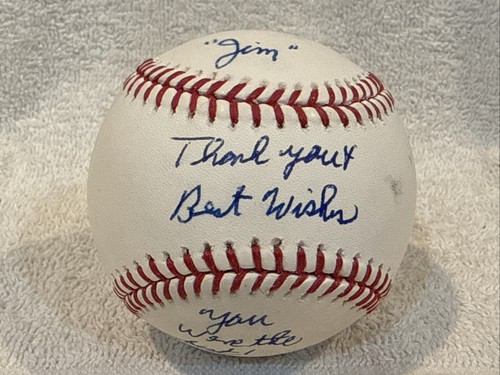 "Jim"
Thank you &
Best Wishes
"You
were the